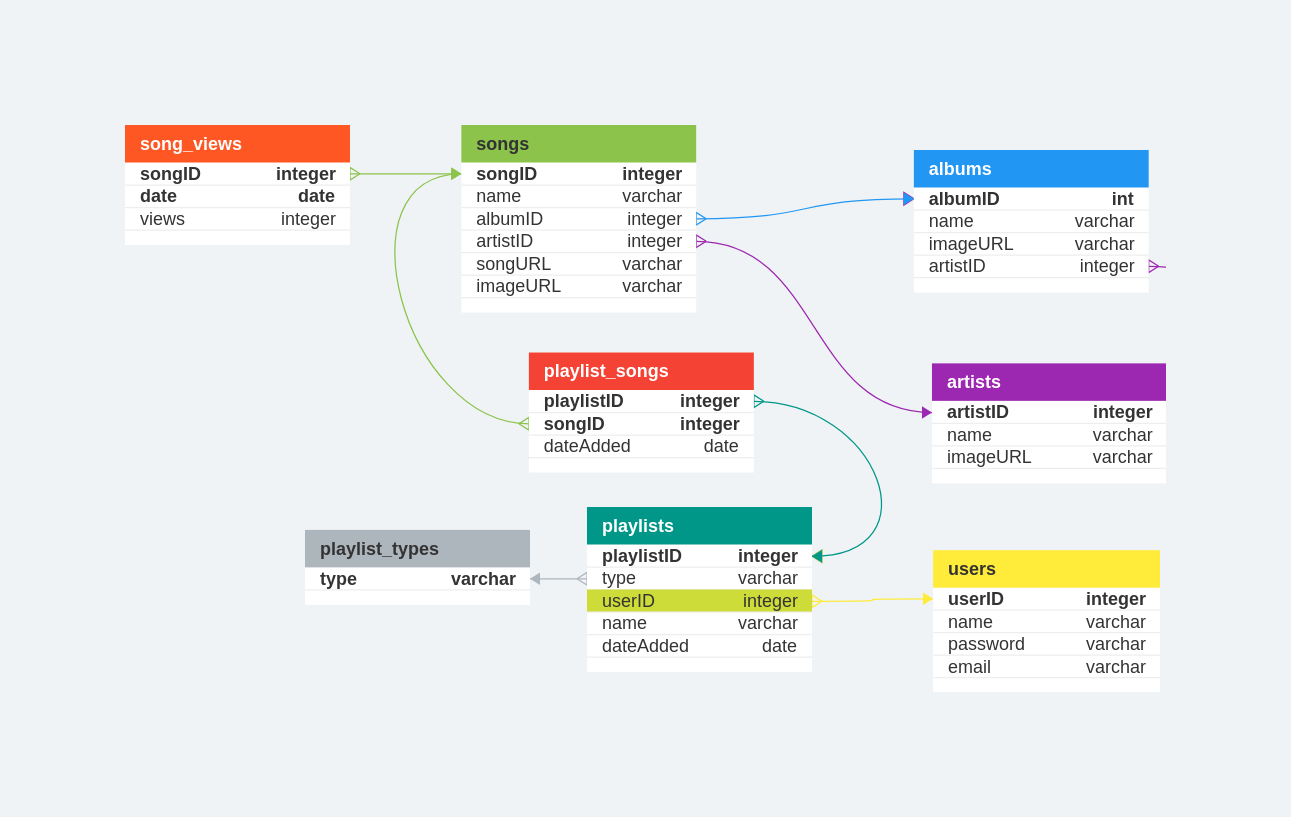 song_views
songID integer
date date
views integer
songs
songID integer
name varchar
albumID integer
artistID integer
songURL varchar
imageURL varchar
albums
albumID int
name varchar
imageURL varchar
artistID integer
playlist_songs
playlistID integer
songID integer
dateAdded date
artists
artistID integer
name varchar
imageURL varchar
playlist_types
type varchar
playlists
playlistID integer
type varchar
userID integer
name varchar
dateAdded date
users
userID integer
name varchar
password varchar
email varchar